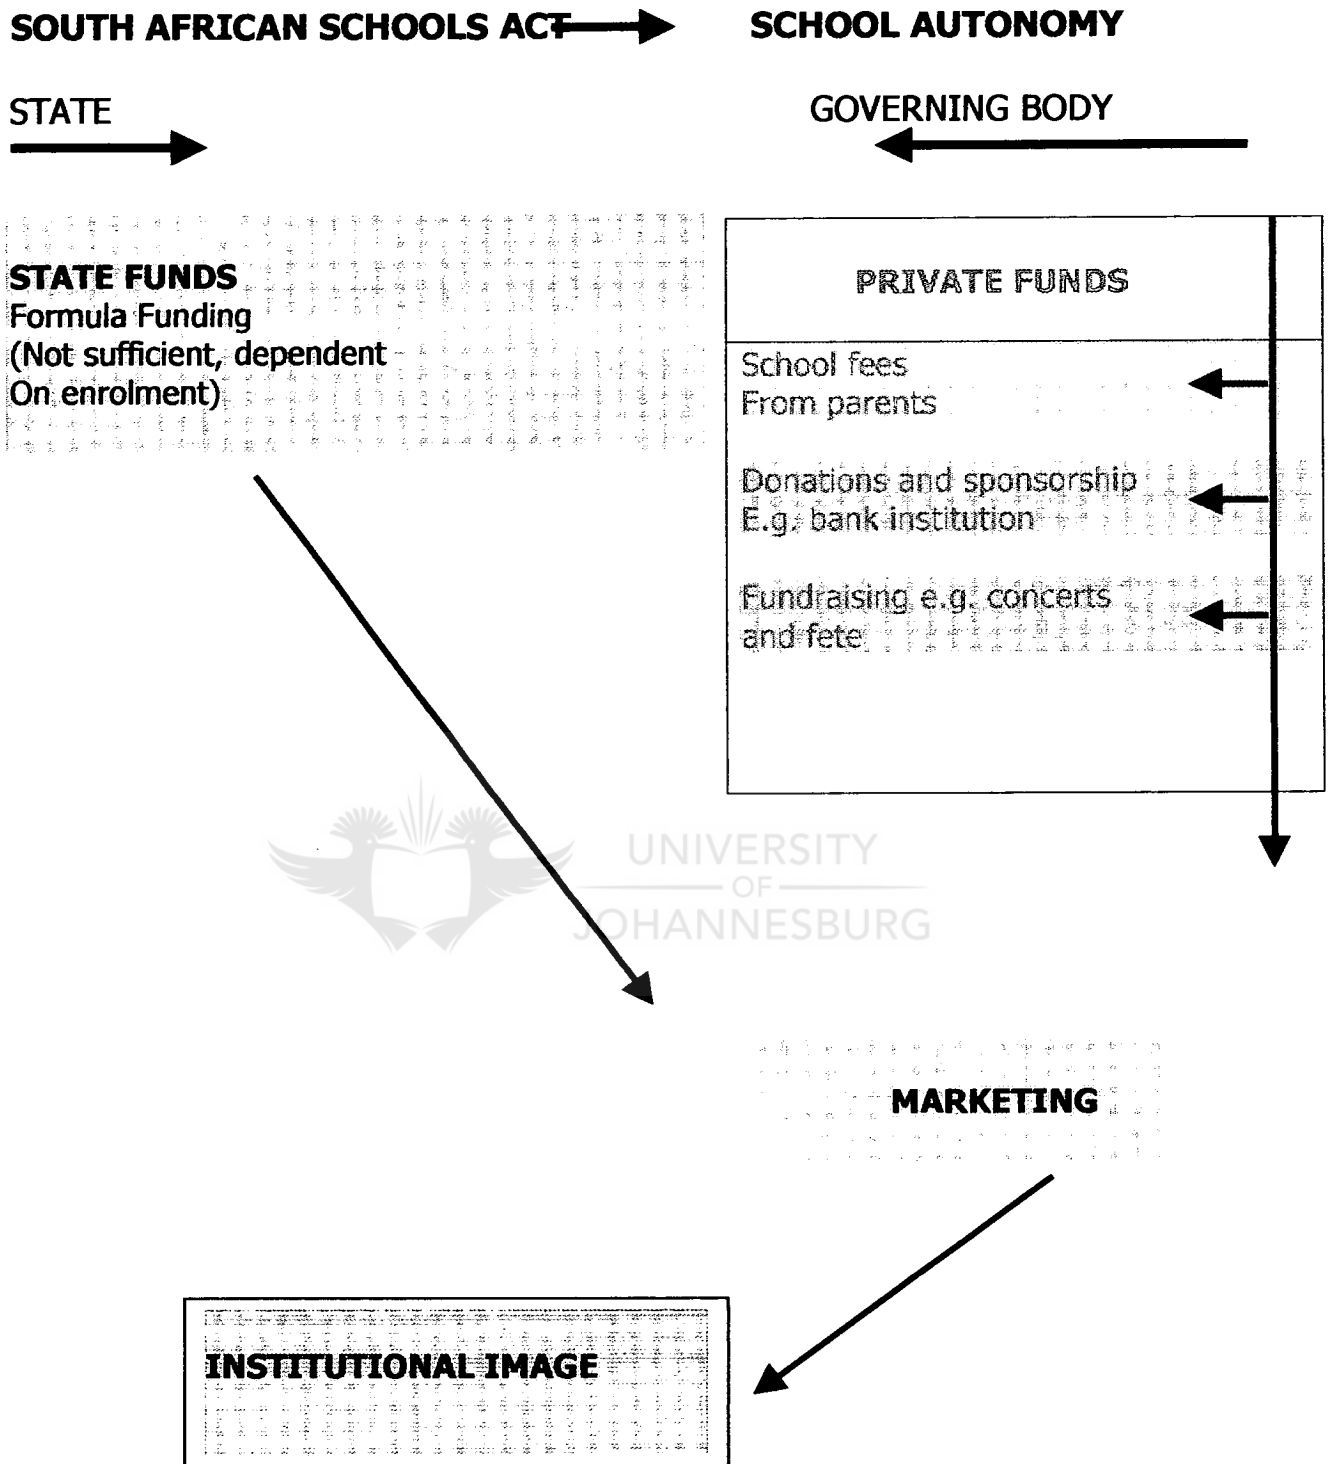 SOUTH AFRICAN SCHOOLS ACT
SCHOOL AUTONOMY
STATE
GOVERNING BODY
STATE FUNDS
Formula Funding
(Not sufficient, dependent
On enrolment)
PRIVATE FUNDS
School fees
From parents
Donations and sponsorship
E.g. bank institution
Fundraising e.g. concerts
and fete
UNIVERSITY
OF
JOHANNESBURG
MARKETING
INSTITUTIONAL IMAGE